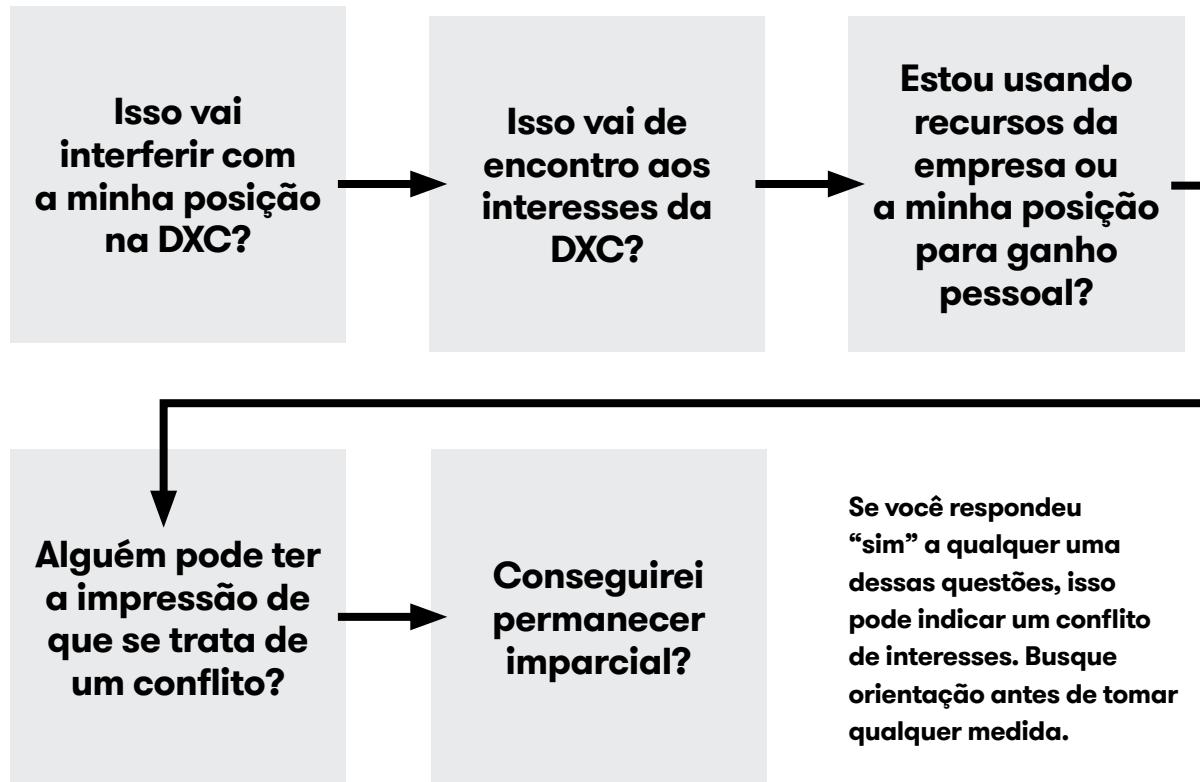 Isso vai
interferir com
a minha posição
na DXC?
Isso vai de
encontro aos
interesses da
DXC?
Estou usando
recursos da
empresa ou
a minha posição
para ganho
pessoal?
Alguém pode ter
a impressão de
que se trata de
um conflito?
Conseguirei
permanecer
imparcial?
Se você respondeu
“sim” a qualquer uma
dessas questões, isso
pode indicar um conflito
de interesses. Busque
orientação antes de tomar
qualquer medida.